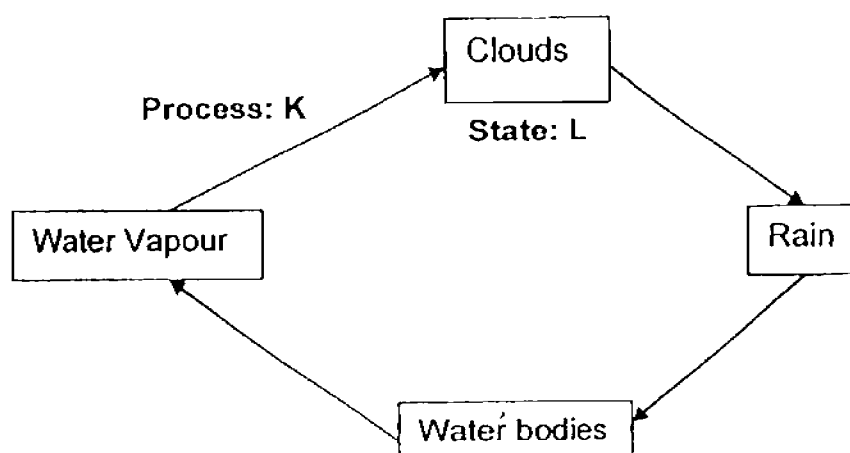 Clouds
Process: K
State: L
Water Vapour
Rain
Water bodies